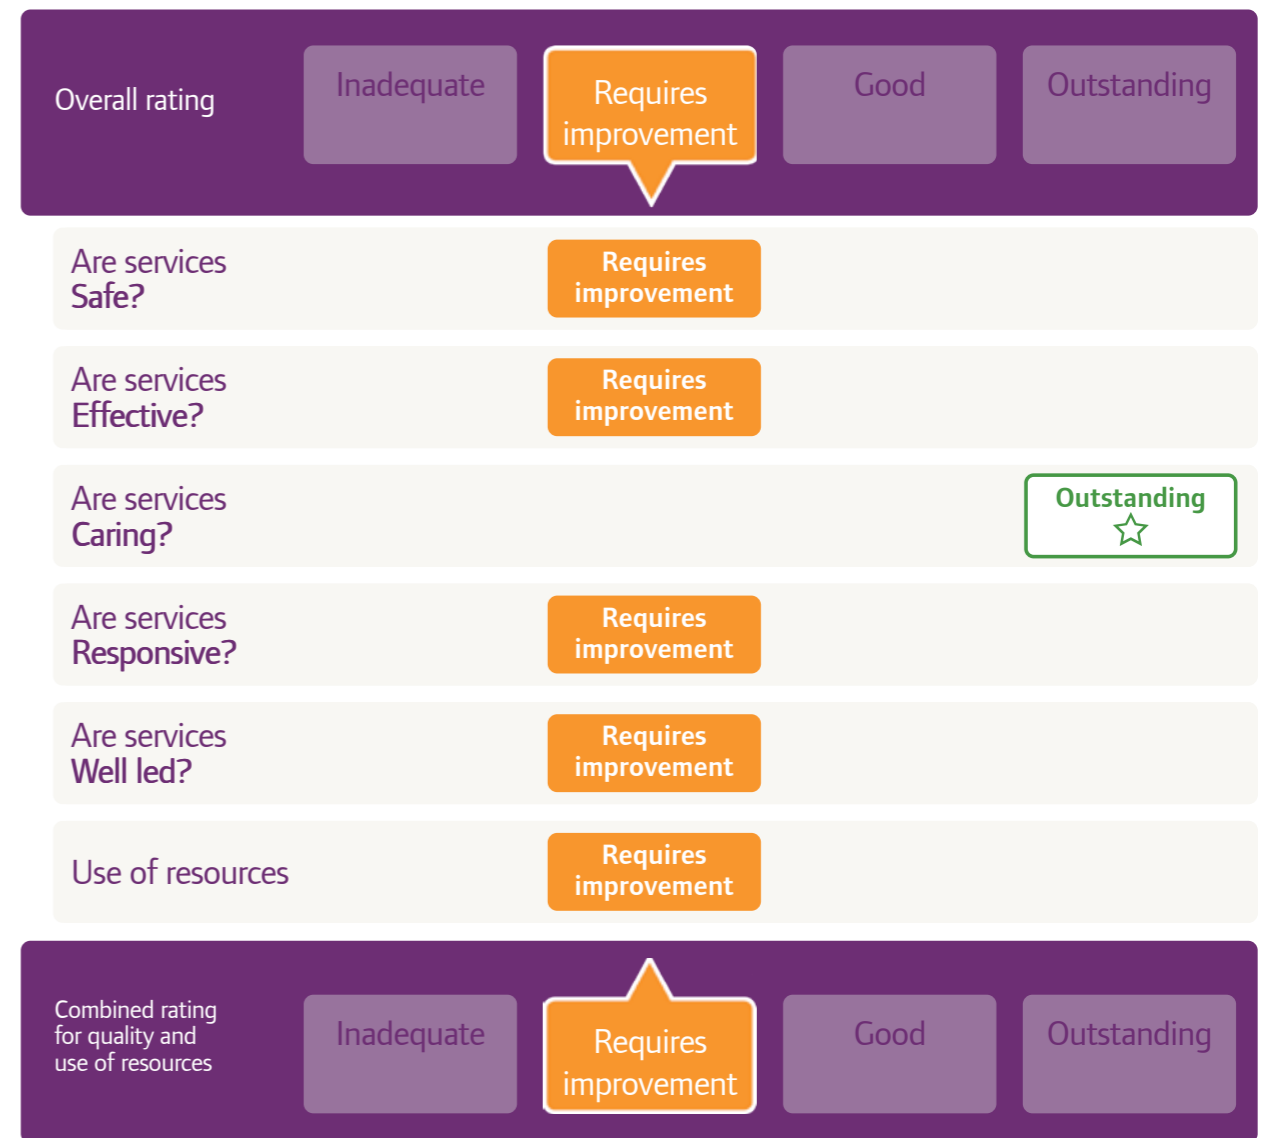 Overall rating
Inadequate
Requires
improvement
Good
Outstanding
Are services
Safe?
Requires
improvement
Are services
Effective?
Requires
improvement
Are services
Caring?
Outstanding
Are services
Responsive?
Requires
improvement
Are services
Well led?
Requires
improvement
Use of resources
Requires
improvement
Combined rating
for quality and
use of resources
Inadequate
Requires
improvement
Good
Outstanding